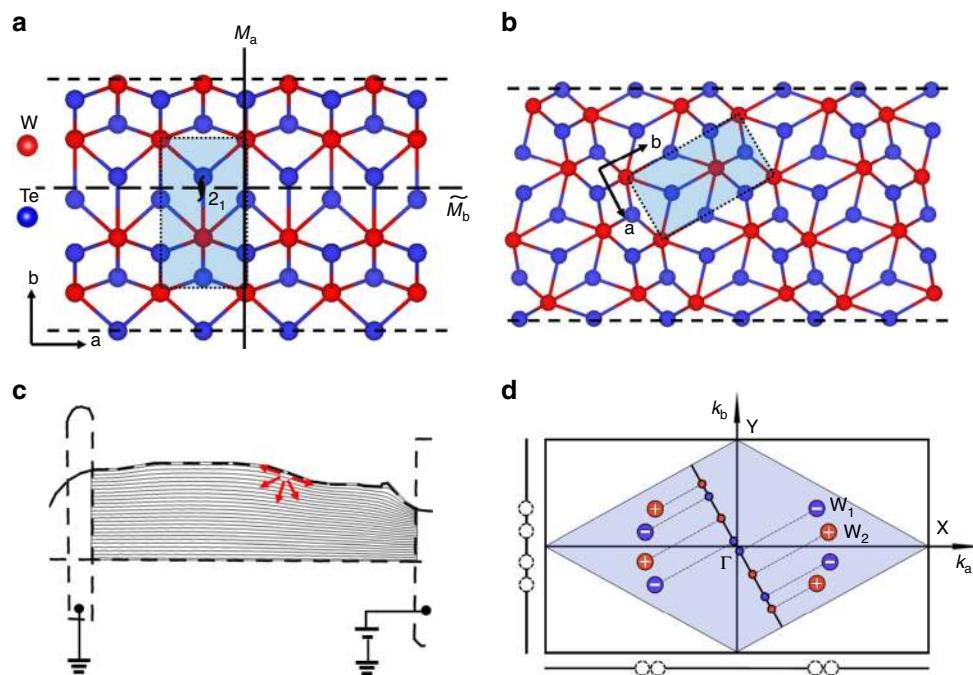 a
M_a
W
Te
2_1
M̃_b
b
a
b
b
a
c
d
k_b
Y
+
−
W_1
−
+
W_2
X
Γ
k_a
+
−
−
+